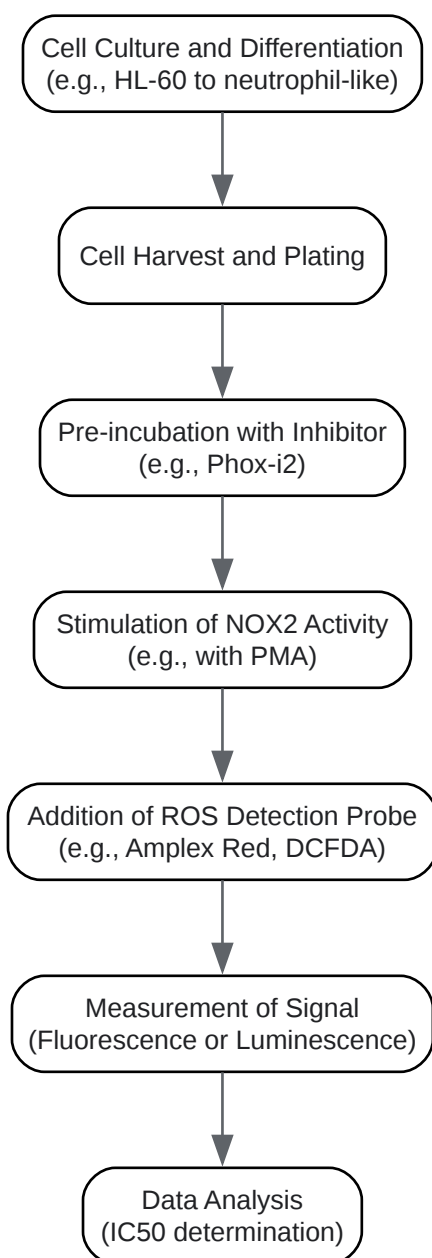 Cell Culture and Differentiation
(e.g., HL-60 to neutrophil-like)
Cell Harvest and Plating
Pre-incubation with Inhibitor
(e.g., Phox-i2)
Stimulation of NOX2 Activity
(e.g., with PMA)
Addition of ROS Detection Probe
(e.g., Amplex Red, DCFDA)
Measurement of Signal
(Fluorescence or Luminescence)
Data Analysis
(IC50 determination)